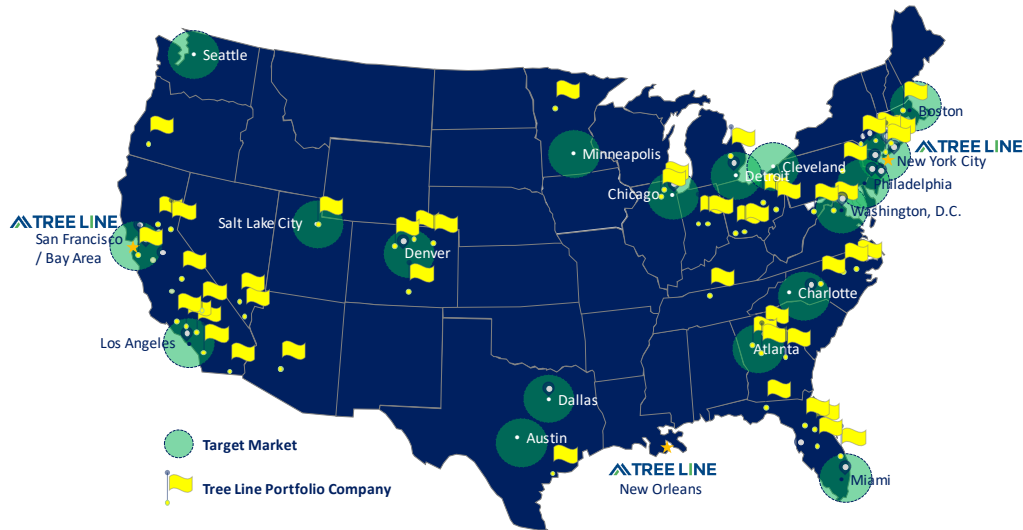 Seattle
Boston
TREE LINE
New York City
Minneapolis
Cleveland
Detroit
Chicago
Philadelphia
Washington, D.C.
Salt Lake City
TREE LINE
San Francisco
/ Bay Area
Denver
Charlotte
Los Angeles
Atlanta
Dallas
Austin
Target Market
TREE LINE
New Orleans
Miami
Tree Line Portfolio Company